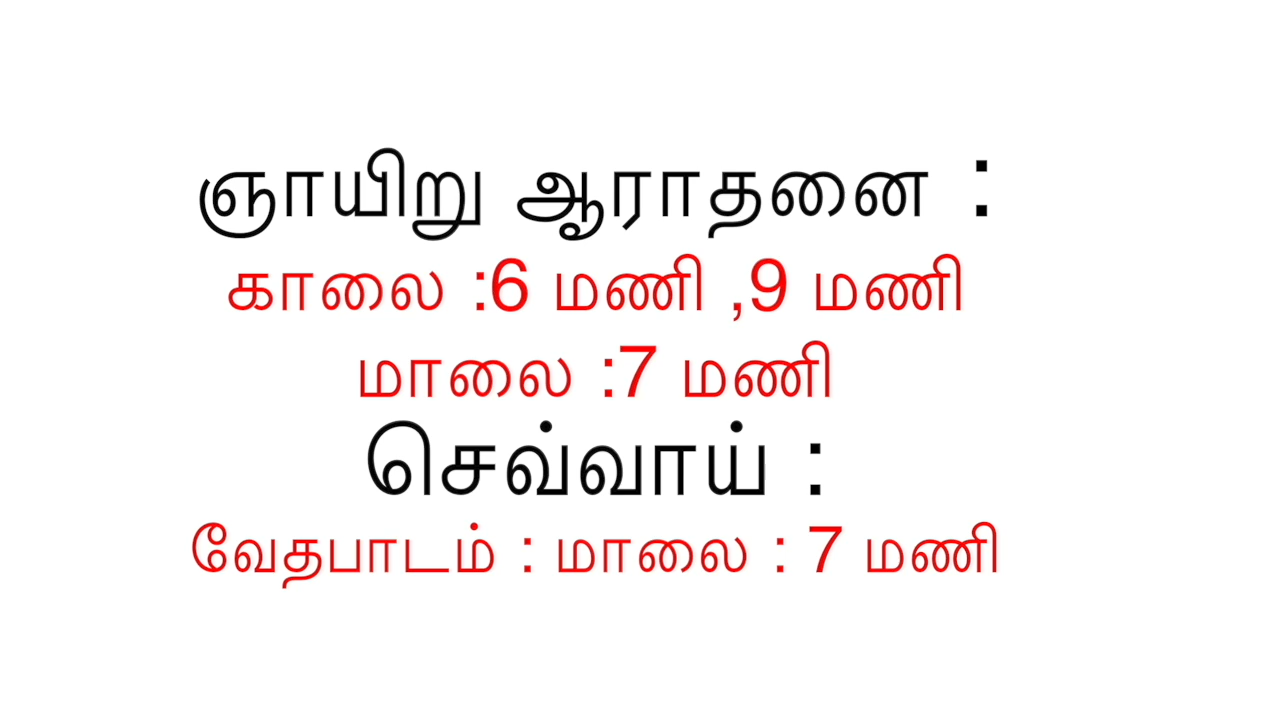 ஞாயிறு ஆராதனை :
காலை :6 மணி ,9 மணி
மாலை :7 மணி
செவ்வாய் :
வேதபாடம் : மாலை : 7 மணி